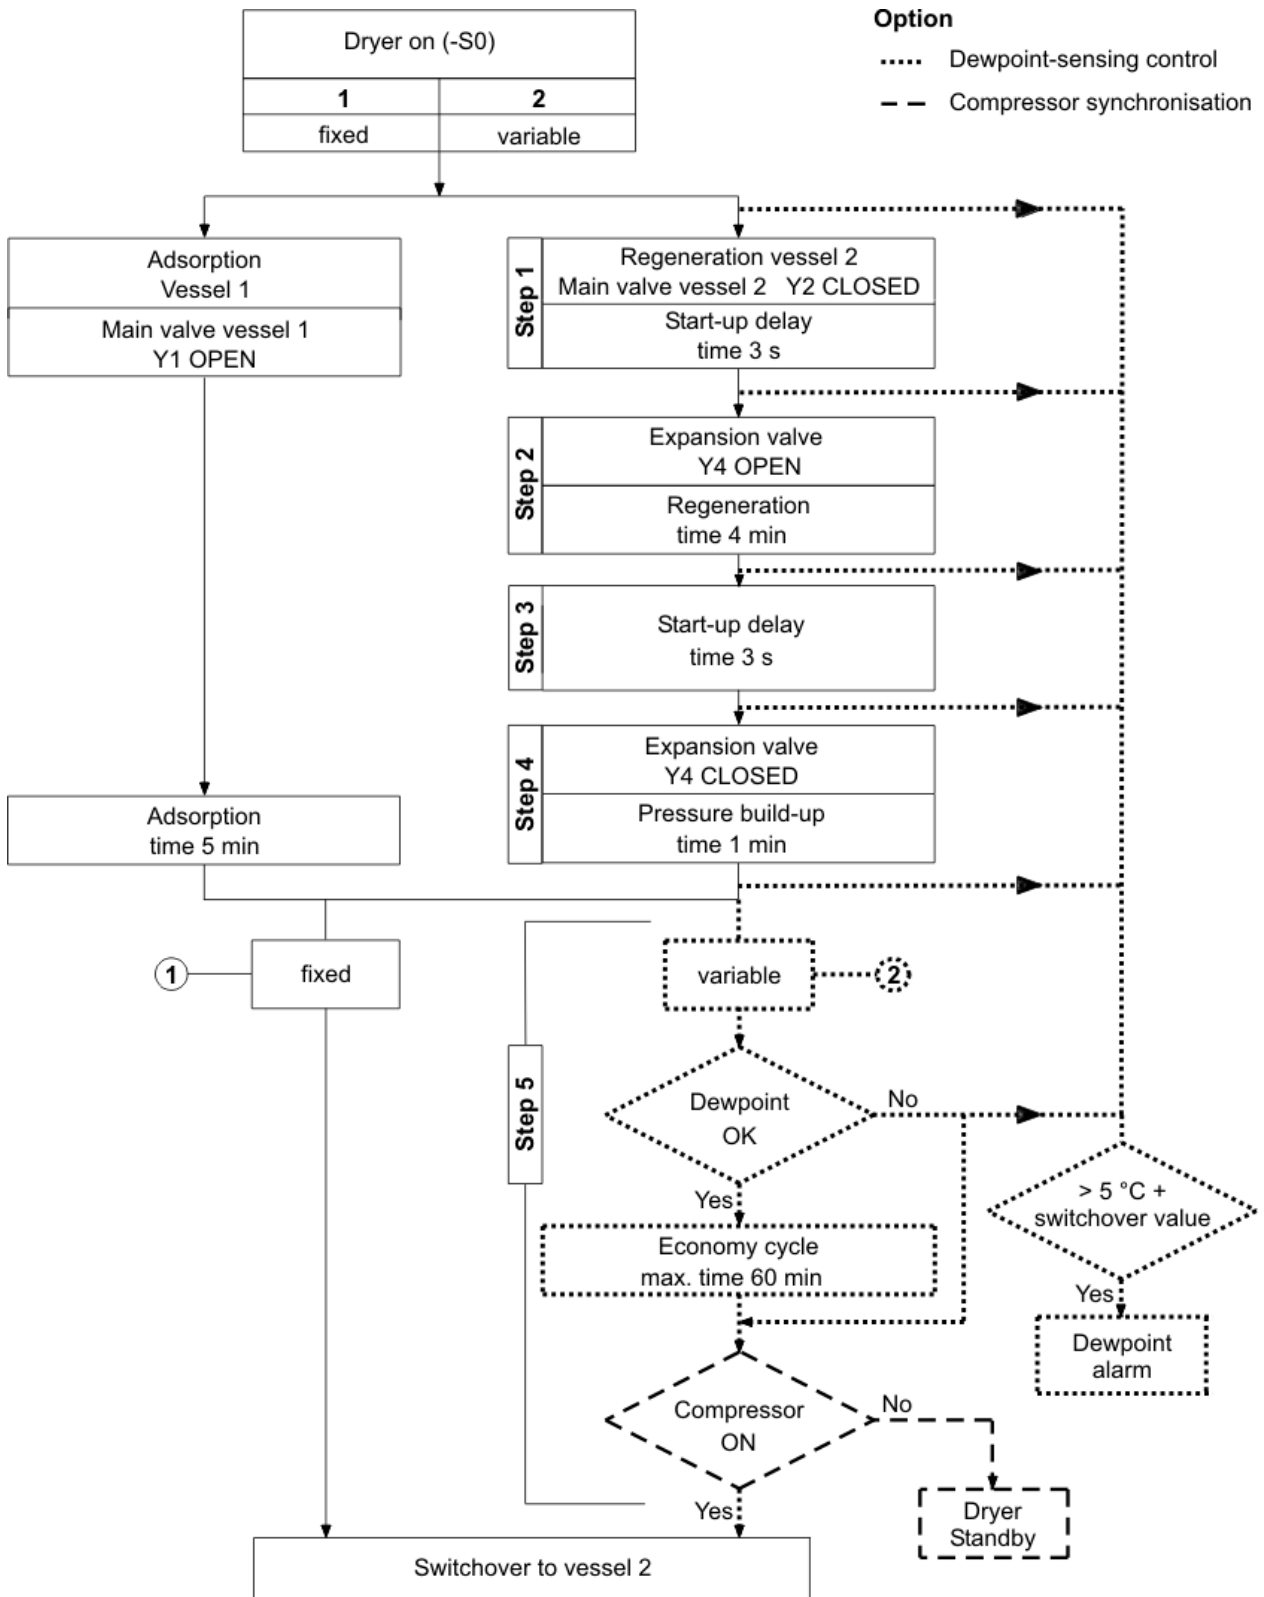 Option
Dewpoint-sensing control
Compressor synchronisation
Dryer on (-S0)
1 2
fixed variable
Adsorption
Vessel 1
Main valve vessel 1
Y1 OPEN
Step 1
Regeneration vessel 2
Main valve vessel 2 Y2 CLOSED
Start-up delay
time 3 s
Step 2
Expansion valve
Y4 OPEN
Regeneration
time 4 min
Step 3
Start-up delay
time 3 s
Step 4
Expansion valve
Y4 CLOSED
Pressure build-up
time 1 min
Adsorption
time 5 min
1
fixed
variable
2
Step 5
Dewpoint
OK
No
Yes
> 5 °C +
switchover value
Yes
Dewpoint
alarm
Economy cycle
max. time 60 min
Compressor
ON
No
Yes
Dryer
Standby
Switchover to vessel 2